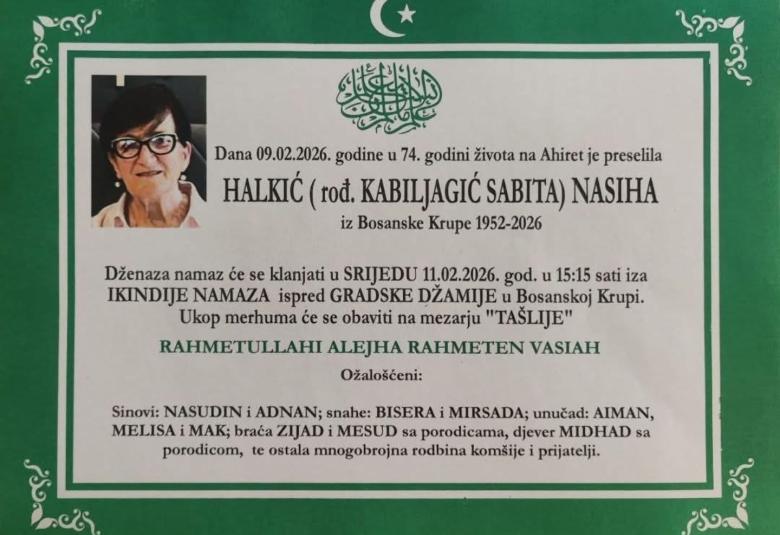 Dana 09.02.2026. godine u 74. godini života na Ahiret je preselila
HALKIĆ ( rođ. KABILJAGIĆ SABITA) NASIHA
iz Bosanske Krupe 1952-2026
Dženaza namaz će se klanjati u SRIJEDU 11.02.2026. god. u 15:15 sati iza
IKINDIJE NAMAZA ispred GRADSKE DŽAMIJE u Bosanskoj Krupi.
Ukop merhuma će se obaviti na mezarju "TAŠLIJE"
RAHMETULLAHI ALEJHA RAHMETEN VASIAH
Ožalošćeni:
Sinovi: NASUDIN i ADNAN; snahe: BISERA i MIRSADA; unučad: AIMAN,
MELISA i MAK; braća ZIJAD i MESUD sa porodicama, djever MIDHAD sa
porodicom, te ostala mnogobrojna rodbina komšije i prijatelji.